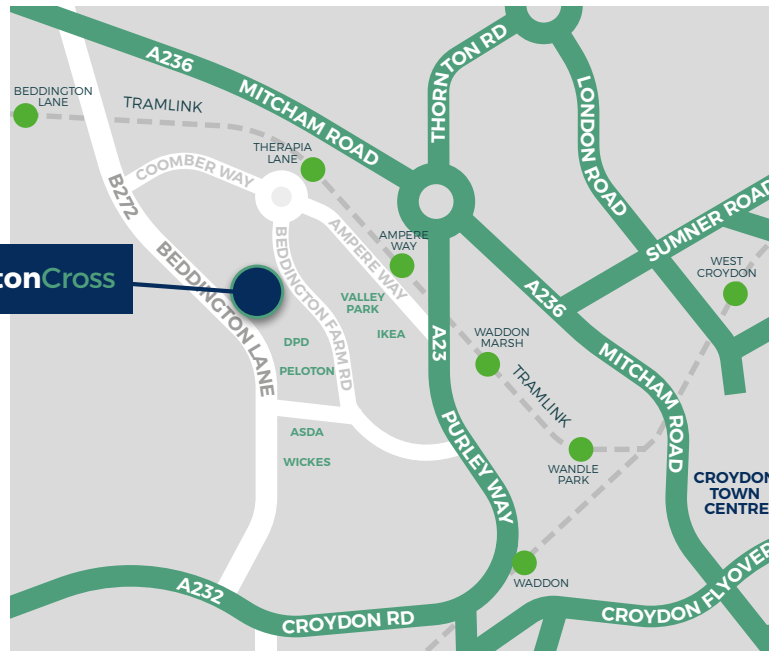 A236
MITCHAM ROAD
THORNTON RD
LONDON ROAD
BEDDINGTON
LANE
TRAMLINK
THERAPIA
LANE
COOMBER WAY
B272
SUMNER ROAD
AMPERE
WAY
AMPERE WAY
WEST
CROYDON
tonCross
BEDDINGTON LANE
BEDDINGTON FARM RD
VALLEY
PARK
IKEA
A23
A236
MITCHAM ROAD
WADDON
MARSH
DPD
PELOTON
TRAMLINK
ASDA
WICKES
PURLEY WAY
WANDLE
PARK
CROYDON
TOWN
CENTRE
WADDON
A232
CROYDON RD
CROYDON FLYOVER